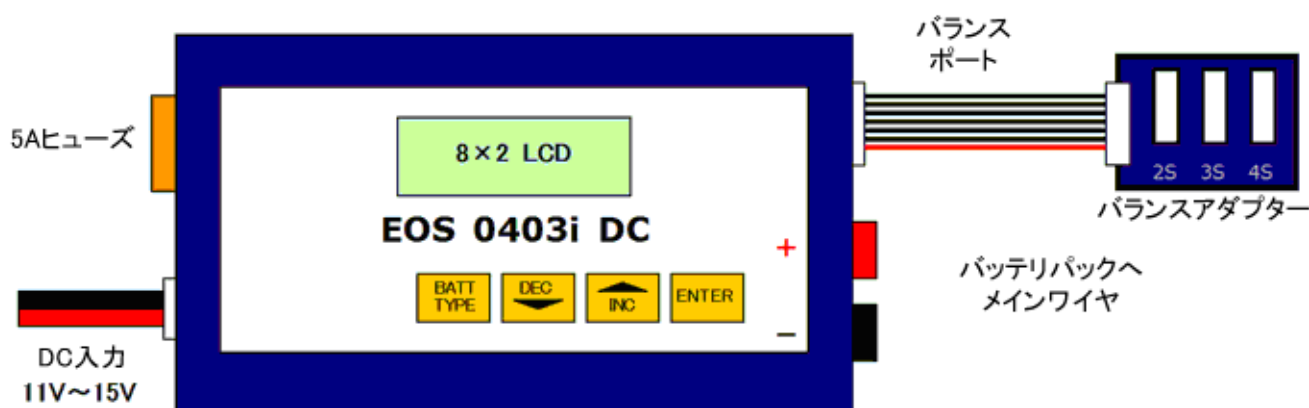 バランス
ポート
5Aヒューズ
8×2 LCD
2S 3S 4S
バランスアダプター
EOS 0403i DC
+
バッテリパックへ
メインワイヤ
BATT
TYPE
DEC
INC
ENTER
−
DC入力
11V～15V